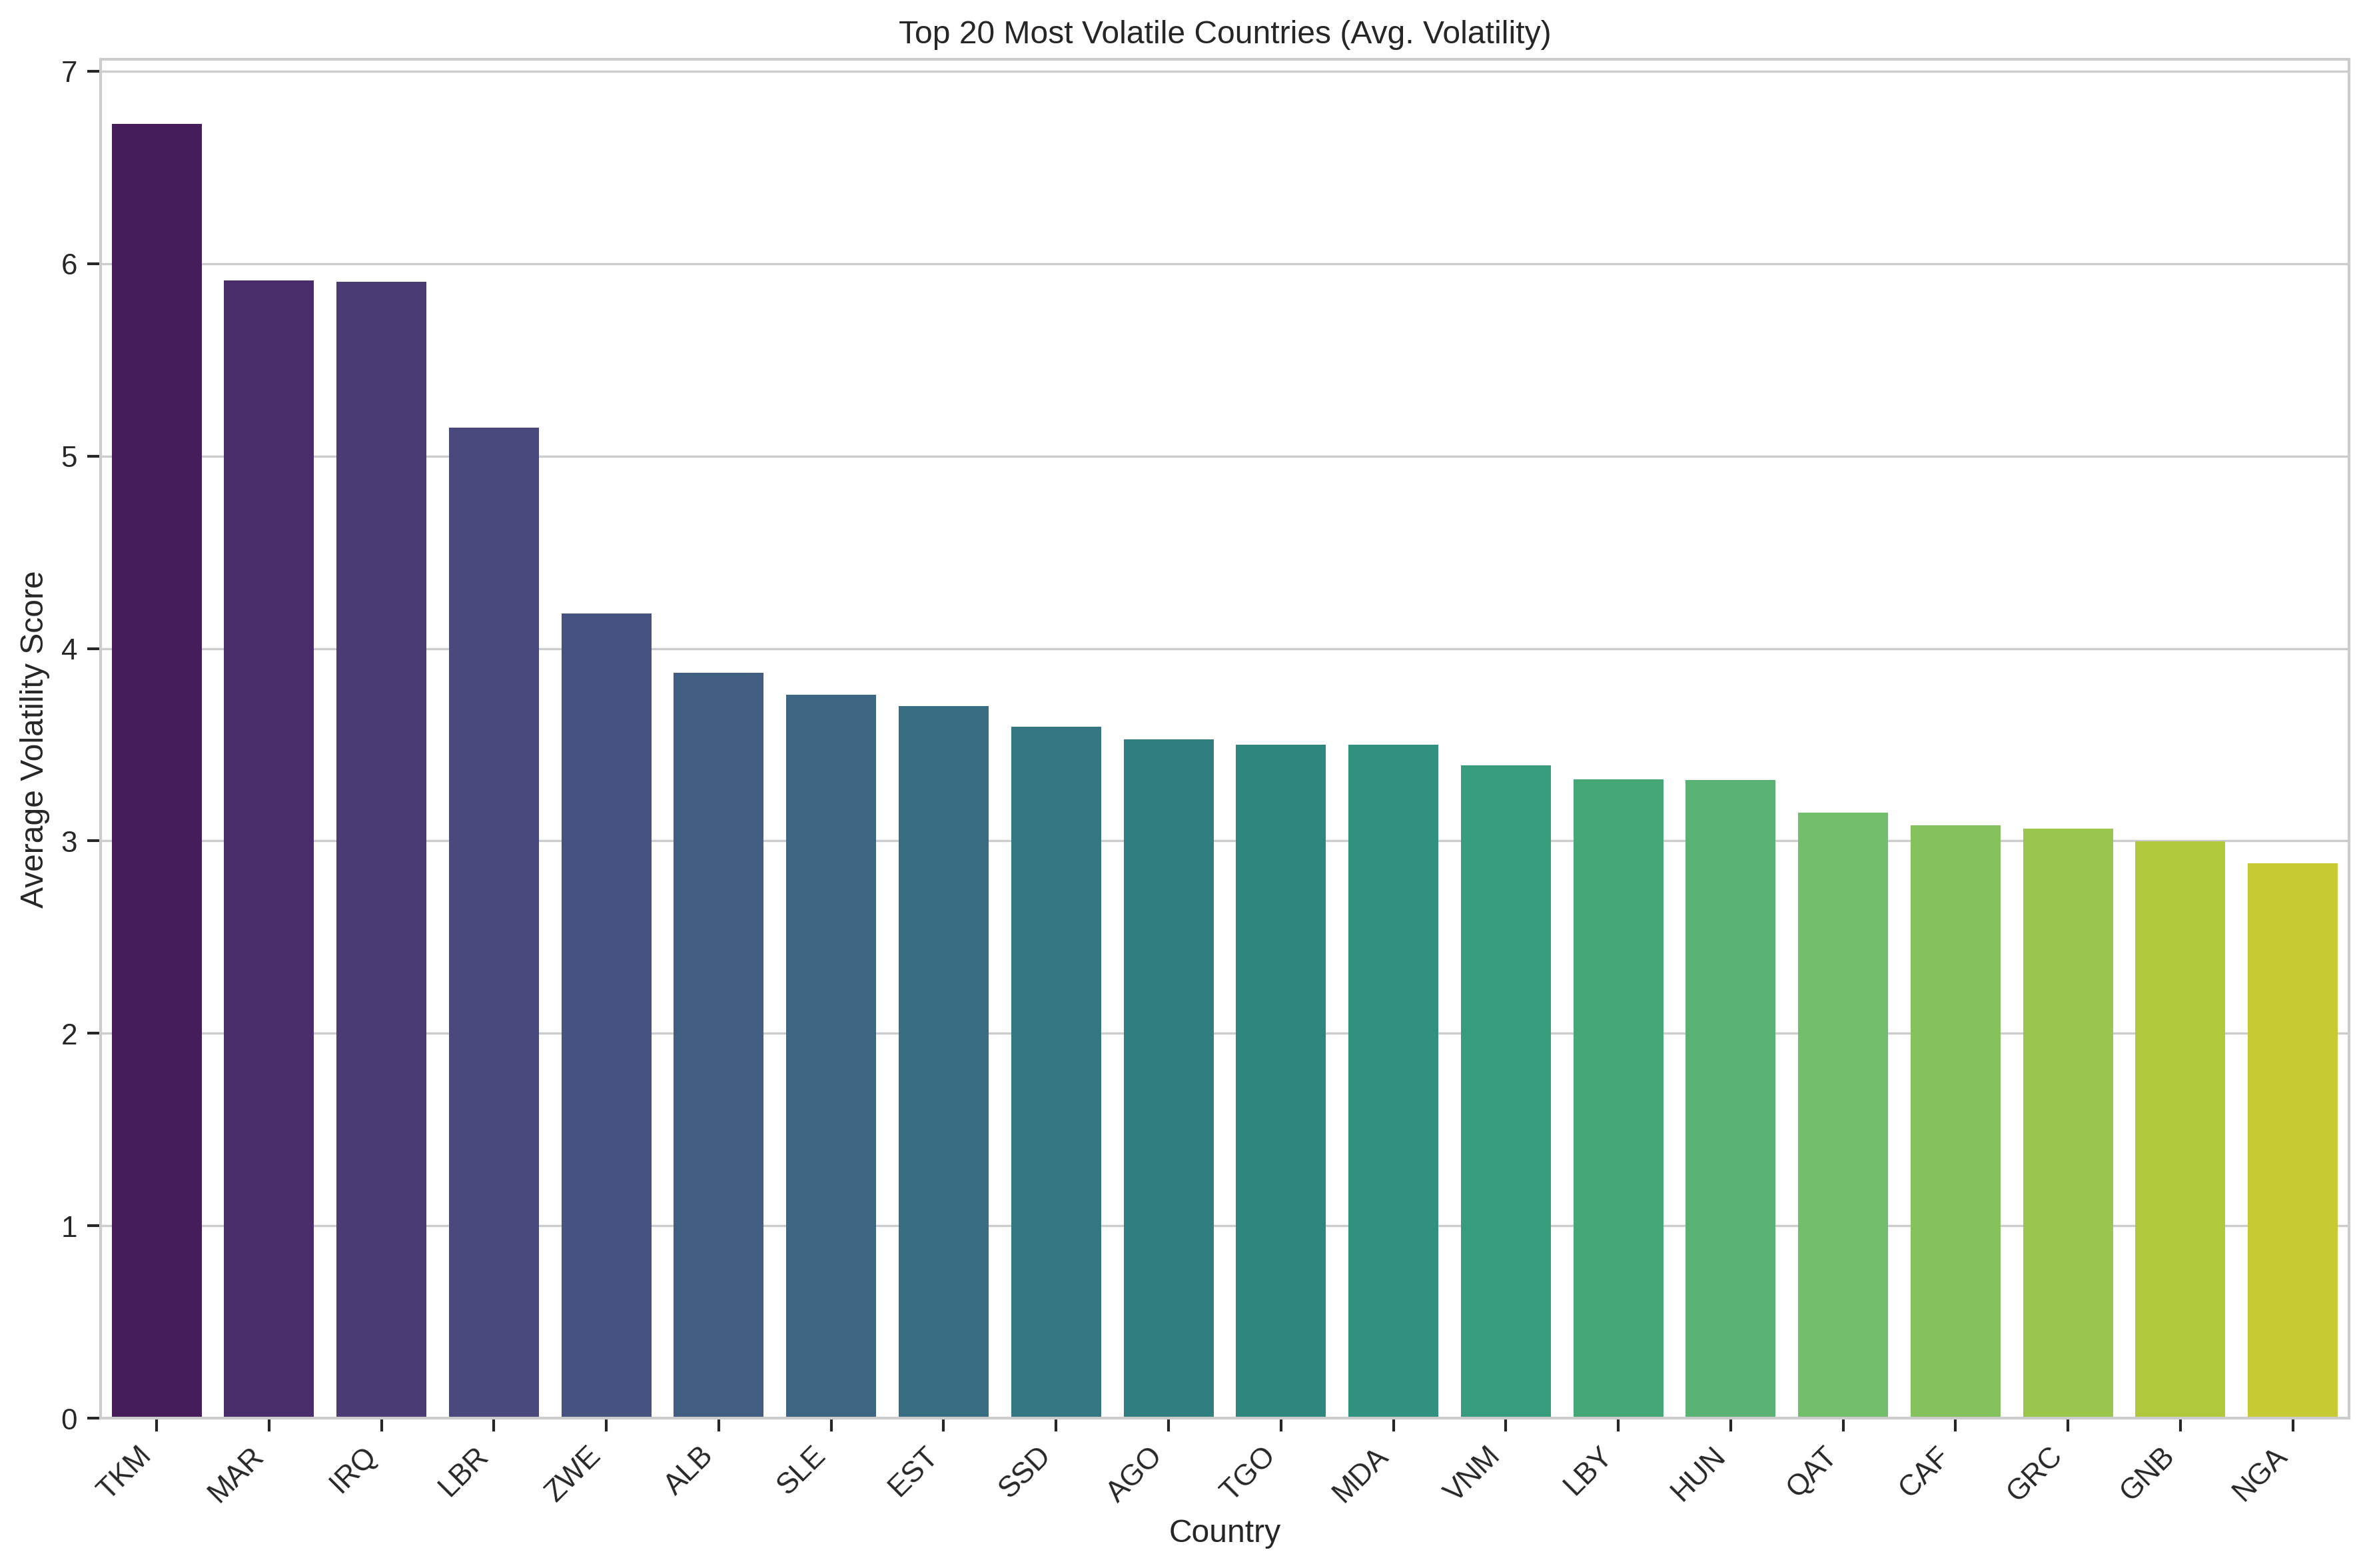 Top 20 Most Volatile Countries (Avg. Volatility)
7
6
5
4
3
2
1
0
Average Volatility Score
TKM MAR IRQ LBR ZWE ALB SLE EST SSD AGO TGO MDA VNM LBY HUN QAT CAF GRC GNB NGA
Country